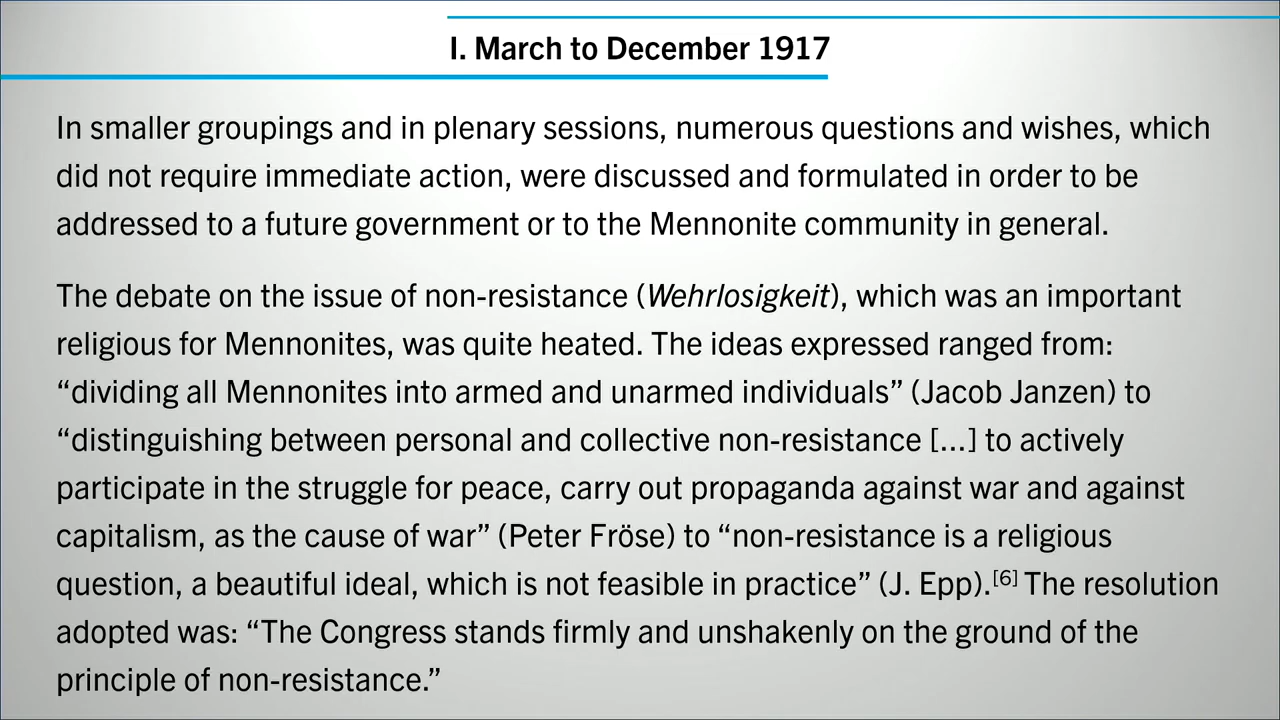 I. March to December 1917
In smaller groupings and in plenary sessions, numerous questions and wishes, which
did not require immediate action, were discussed and formulated in order to be
addressed to a future government or to the Mennonite community in general.
The debate on the issue of non-resistance (Wehrlosigkeit), which was an important
religious for Mennonites, was quite heated. The ideas expressed ranged from:
“dividing all Mennonites into armed and unarmed individuals” (Jacob Janzen) to
“distinguishing between personal and collective non-resistance [...] to actively
participate in the struggle for peace, carry out propaganda against war and against
capitalism, as the cause of war” (Peter Fröse) to “non-resistance is a religious
question, a beautiful ideal, which is not feasible in practice” (J. Epp).[6] The resolution
adopted was: “The Congress stands firmly and unshakenly on the ground of the
principle of non-resistance.”